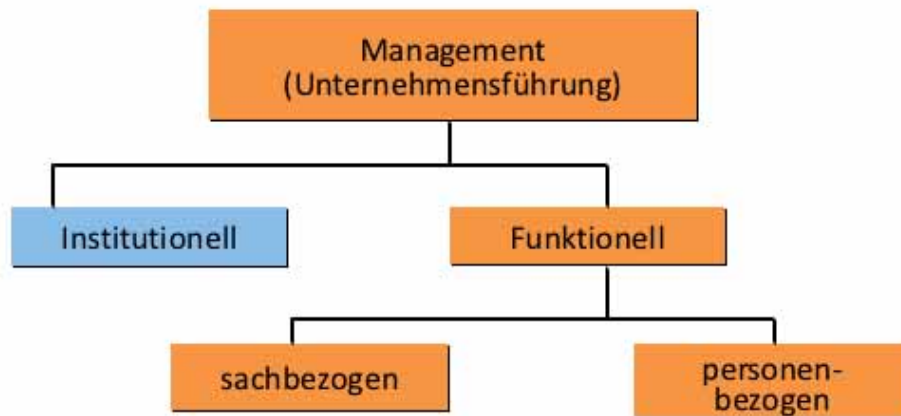 Management
(Unternehmensführung)
Institutionell
Funktionell
sachbezogen
personen-
bezogen